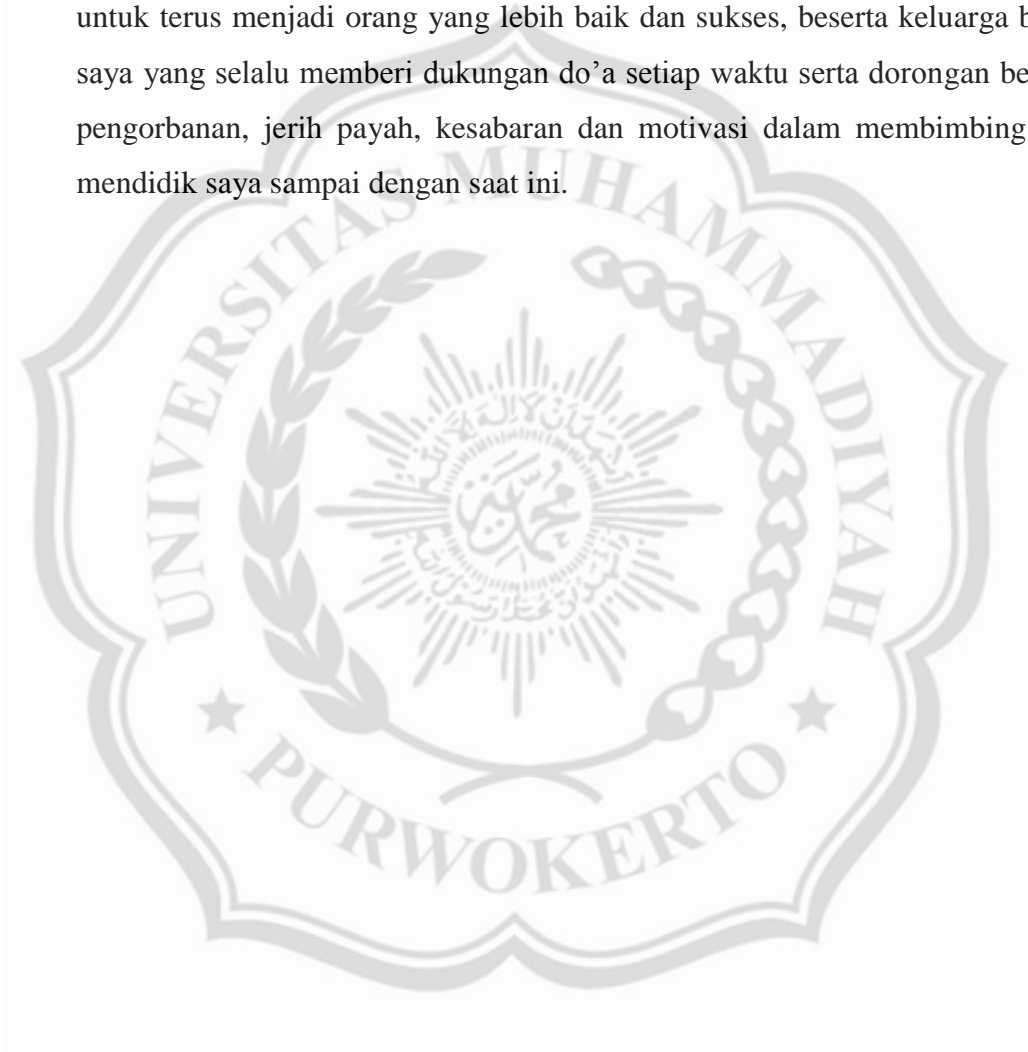 untuk terus menjadi orang yang lebih baik dan sukses, beserta keluarga b
saya yang selalu memberi dukungan do’a setiap waktu serta dorongan be
pengorbanan, jerih payah, kesabaran dan motivasi dalam membimbing
mendidik saya sampai dengan saat ini.
UNIVERSITAS MUHAMMADIYAH
PURWOKERTO